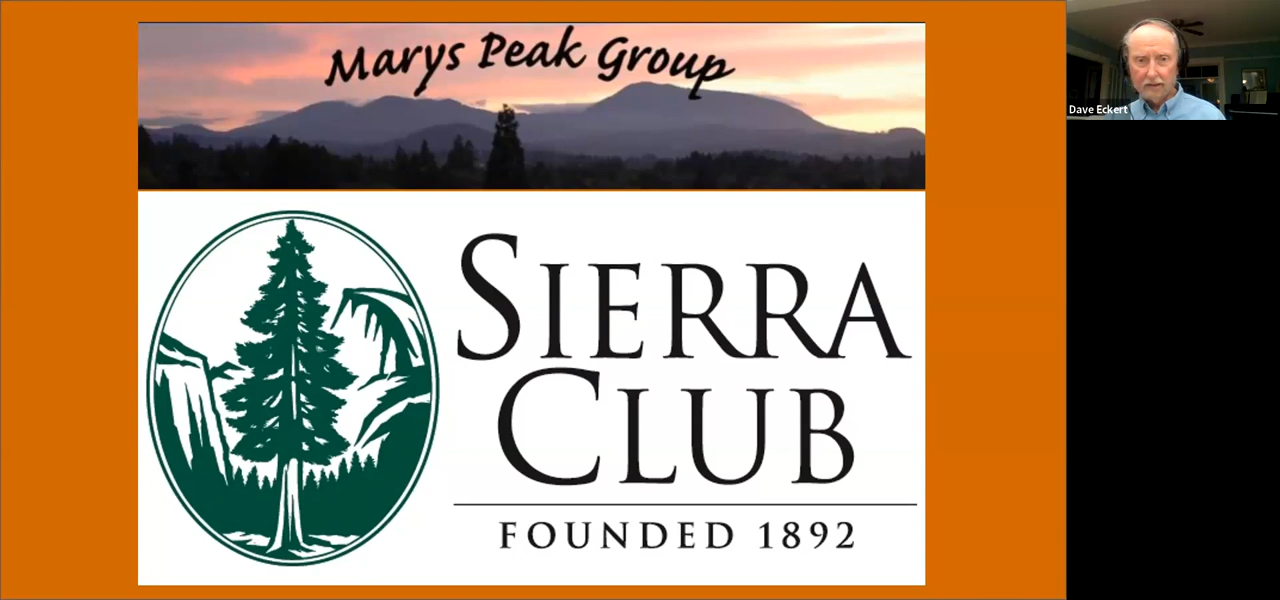 Marys Peak Group
SIERRA
CLUB
FOUNDED 1892
Dave Eckert